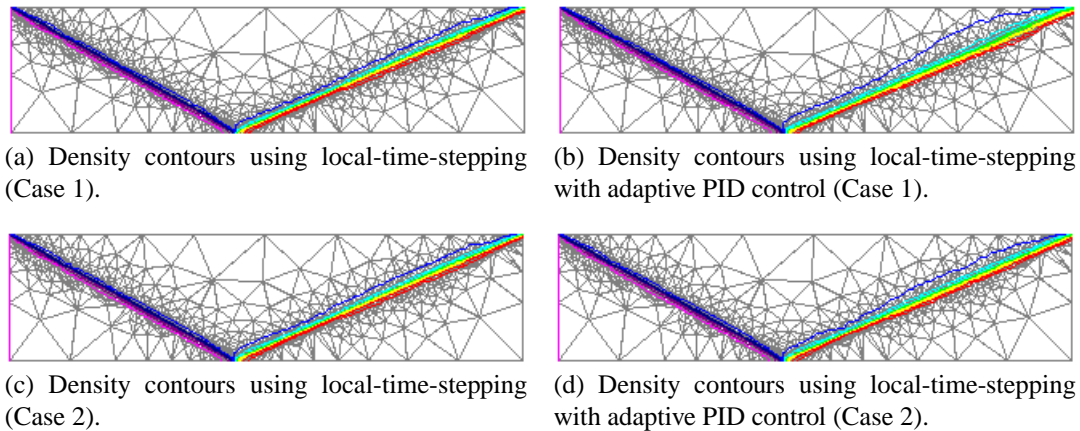 (a) Density contours using local-time-stepping
(Case 1).
(b) Density contours using local-time-stepping
with adaptive PID control (Case 1).
(c) Density contours using local-time-stepping
(Case 2).
(d) Density contours using local-time-stepping
with adaptive PID control (Case 2).